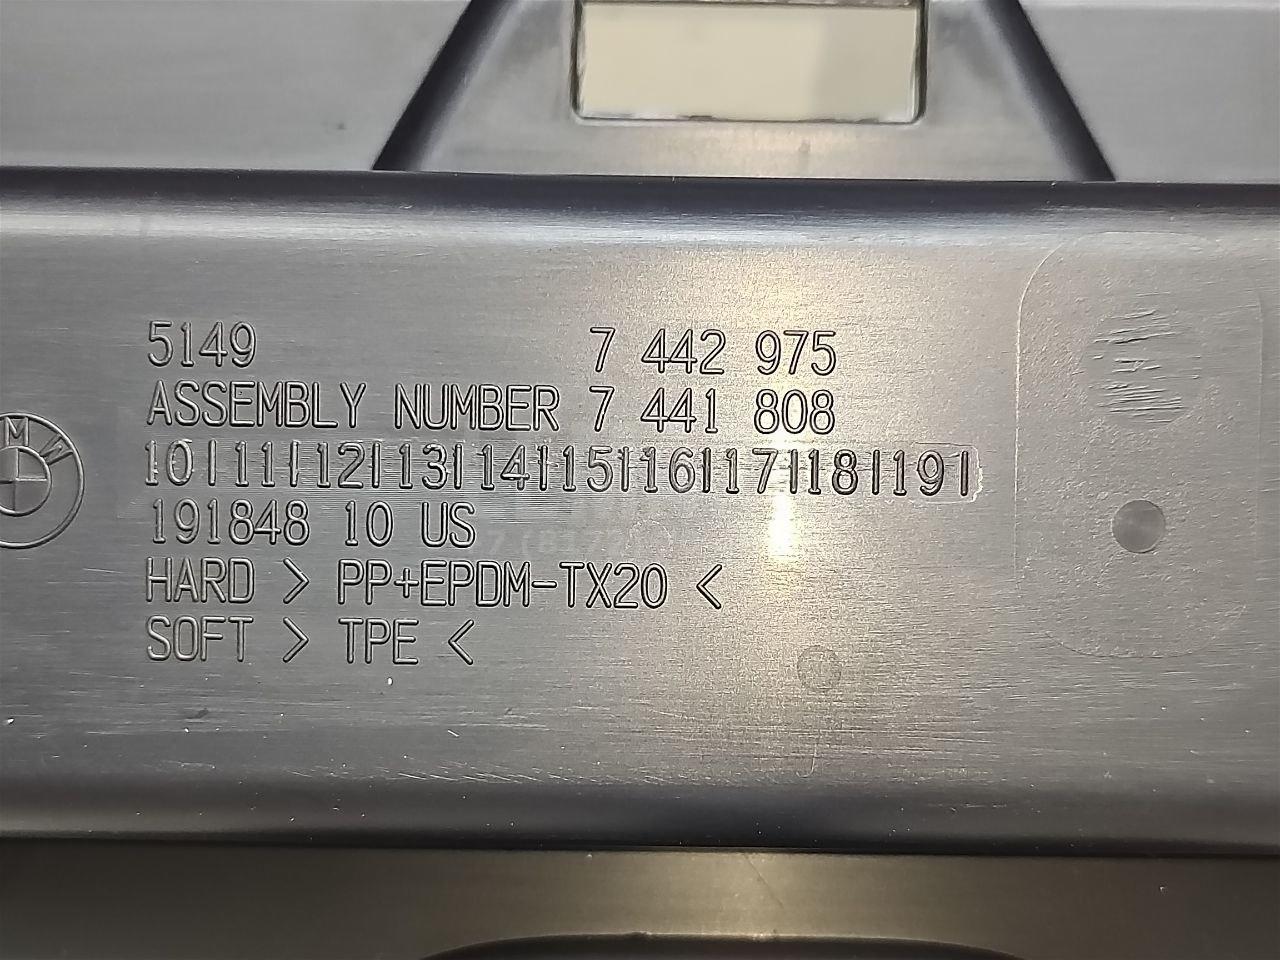 5149 7 442 975
ASSEMBLY NUMBER 7 441 808
10|11|12|13|14|15|16|17|18|19|
191848 10 US
HARD > PP+EPDM-TX20 <
SOFT > TPE <
MW